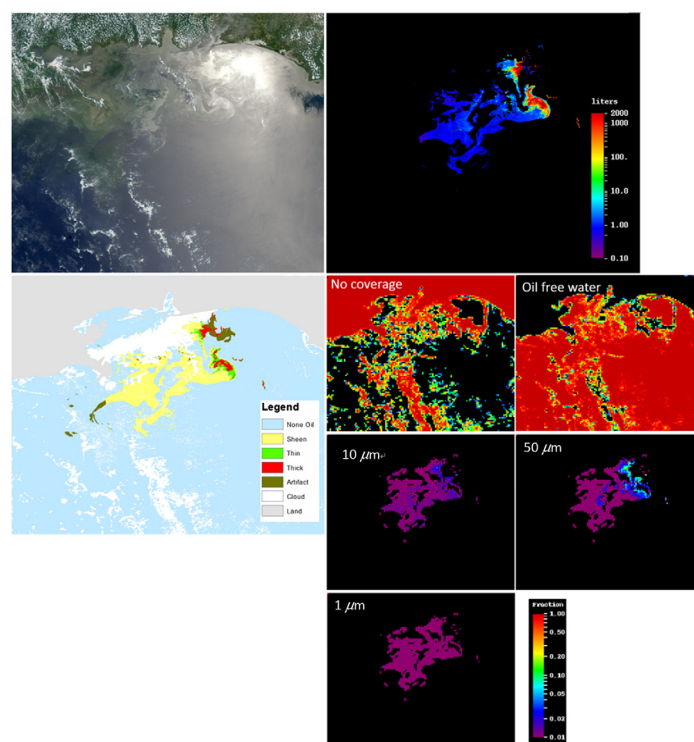 liters
2000
1000
100.
10.0
1.00
0.10
No coverage
Oil free water
Legend
None Oil
Sheen
Thin
Thick
Artifact
Cloud
Land
10 μm
50 μm
1 μm
Fraction
1.00
0.50
0.20
0.10
0.05
0.02
0.01